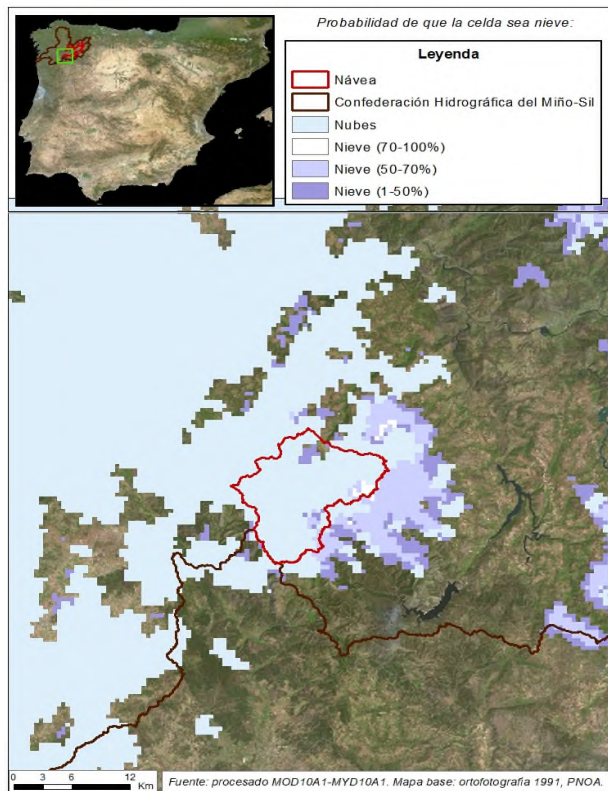 Probabilidad de que la celda sea nieve:
Leyenda
Návea
Confederación Hidrográfica del Miño-Sil
Nubes
Nieve (70-100%)
Nieve (50-70%)
Nieve (1-50%)
0 3 6 12
Km
Fuente: procesado MOD10A1-MYD10A1. Mapa base: ortofotografía 1991, PNOA.